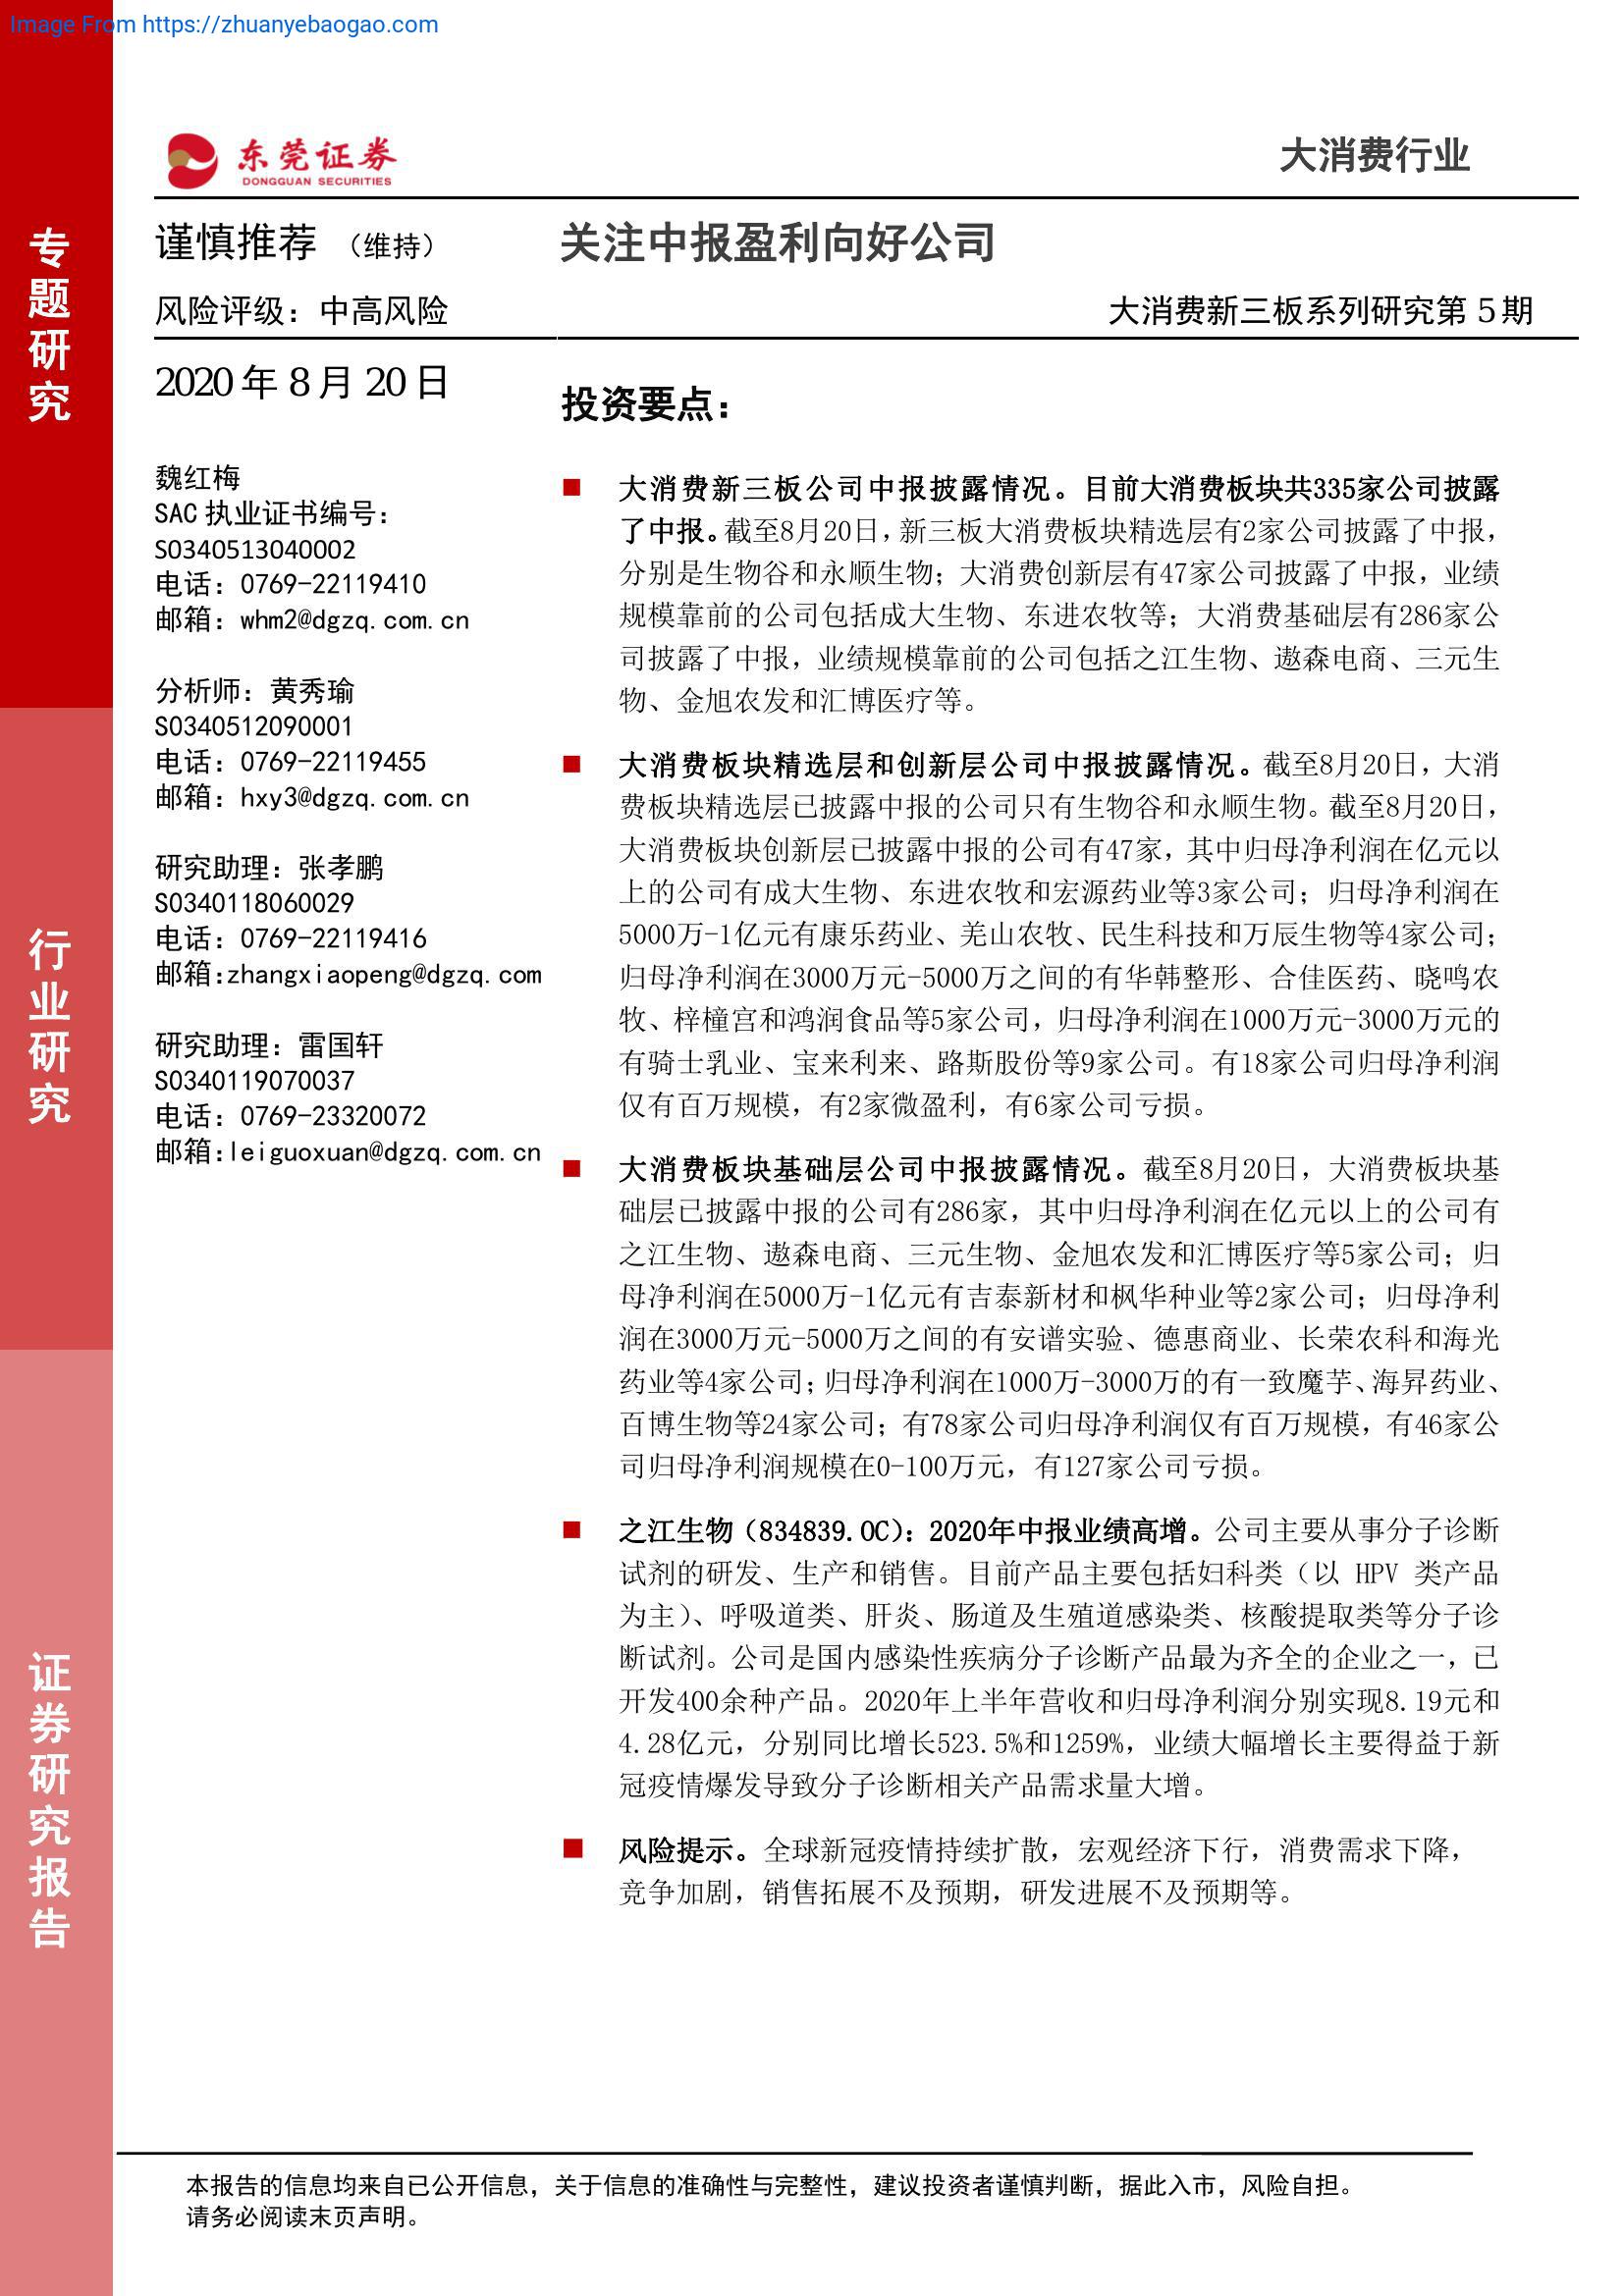 Image From https://zhuanyebaogao.com
东莞证券
DONGGUAN SECURITIES
大消费行业
专题研究
行业研究
证券研究报告
谨慎推荐 （维持）
关注中报盈利向好公司
风险评级：中高风险
大消费新三板系列研究第 5 期
2020 年 8 月 20 日
魏红梅
SAC 执业证书编号：
S0340513040002
电话：0769-22119410
邮箱：whm2@dgzq.com.cn
分析师：黄秀瑜
S0340512090001
电话：0769-22119455
邮箱：hxy3@dgzq.com.cn
研究助理：张孝鹏
S0340118060029
电话：0769-22119416
邮箱:zhangxiaopeng@dgzq.com
研究助理：雷国轩
S0340119070037
电话：0769-23320072
邮箱:leiguoxuan@dgzq.com.cn
投资要点：
大消费新三板公司中报披露情况。目前大消费板块共335家公司披露
了中报。截至8月20日，新三板大消费板块精选层有2家公司披露了中报，
分别是生物谷和永顺生物；大消费创新层有47家公司披露了中报，业绩
规模靠前的公司包括成大生物、东进农牧等；大消费基础层有286家公
司披露了中报，业绩规模靠前的公司包括之江生物、遨森电商、三元生
物、金旭农发和汇博医疗等。
大消费板块精选层和创新层公司中报披露情况。截至8月20日，大消
费板块精选层已披露中报的公司只有生物谷和永顺生物。截至8月20日，
大消费板块创新层已披露中报的公司有47家，其中归母净利润在亿元以
上的公司有成大生物、东进农牧和宏源药业等3家公司；归母净利润在
5000万-1亿元有康乐药业、羌山农牧、民生科技和万辰生物等4家公司；
归母净利润在3000万元-5000万之间的有华韩整形、合佳医药、晓鸣农
牧、梓橦宫和鸿润食品等5家公司，归母净利润在1000万元-3000万元的
有骑士乳业、宝来利来、路斯股份等9家公司。有18家公司归母净利润
仅有百万规模，有2家微盈利，有6家公司亏损。
大消费板块基础层公司中报披露情况。截至8月20日，大消费板块基
础层已披露中报的公司有286家，其中归母净利润在亿元以上的公司有
之江生物、遨森电商、三元生物、金旭农发和汇博医疗等5家公司；归
母净利润在5000万-1亿元有吉泰新材和枫华种业等2家公司；归母净利
润在3000万元-5000万之间的有安谱实验、德惠商业、长荣农科和海光
药业等4家公司；归母净利润在1000万-3000万的有一致魔芋、海昇药业、
百博生物等24家公司；有78家公司归母净利润仅有百万规模，有46家公
司归母净利润规模在0-100万元，有127家公司亏损。
之江生物（834839.OC）：2020年中报业绩高增。公司主要从事分子诊断
试剂的研发、生产和销售。目前产品主要包括妇科类（以 HPV 类产品
为主）、呼吸道类、肝炎、肠道及生殖道感染类、核酸提取类等分子诊
断试剂。公司是国内感染性疾病分子诊断产品最为齐全的企业之一，已
开发400余种产品。2020年上半年营收和归母净利润分别实现8.19元和
4.28亿元，分别同比增长523.5%和1259%，业绩大幅增长主要得益于新
冠疫情爆发导致分子诊断相关产品需求量大增。
风险提示。全球新冠疫情持续扩散，宏观经济下行，消费需求下降，
竞争加剧，销售拓展不及预期，研发进展不及预期等。
本报告的信息均来自已公开信息，关于信息的准确性与完整性，建议投资者谨慎判断，据此入市，风险自担。
请务必阅读末页声明。